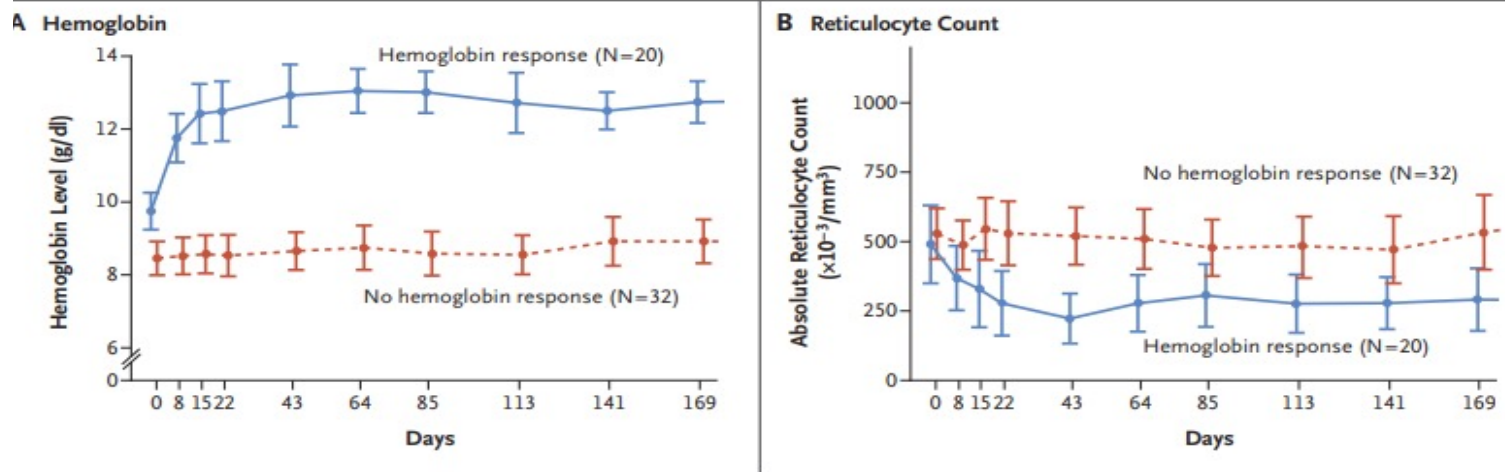 A Hemoglobin
Hemoglobin response (N=20)
No hemoglobin response (N=32)
Hemoglobin Level (g/dl)
14
12
10
8
6
0
0 8 15 22 43 64 85 113 141 169
Days
B Reticulocyte Count
No hemoglobin response (N=32)
Hemoglobin response (N=20)
Absolute Reticulocyte Count
(×10⁻³/mm³)
1000
750
500
250
0
0 8 15 22 43 64 85 113 141 169
Days